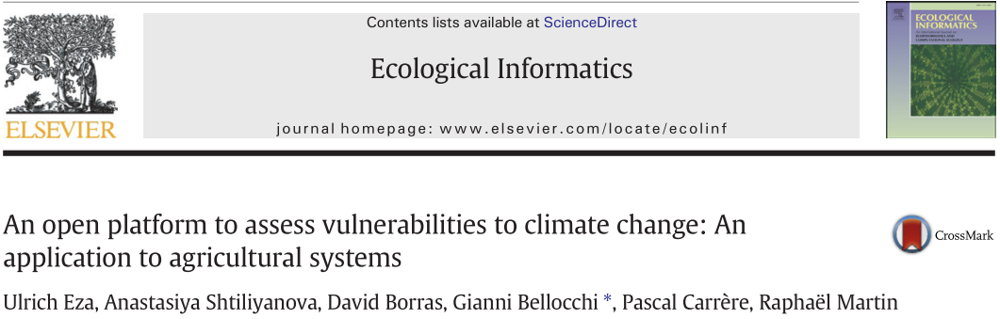 Contents lists available at ScienceDirect
Ecological Informatics
journal homepage: www.elsevier.com/locate/ecolinf
ELSEVIER
ECOLOGICAL
INFORMATICS
An open platform to assess vulnerabilities to climate change: An
application to agricultural systems
CrossMark
Ulrich Eza, Anastasiya Shtiliyanova, David Borras, Gianni Bellocchi *, Pascal Carrère, Raphaël Martin